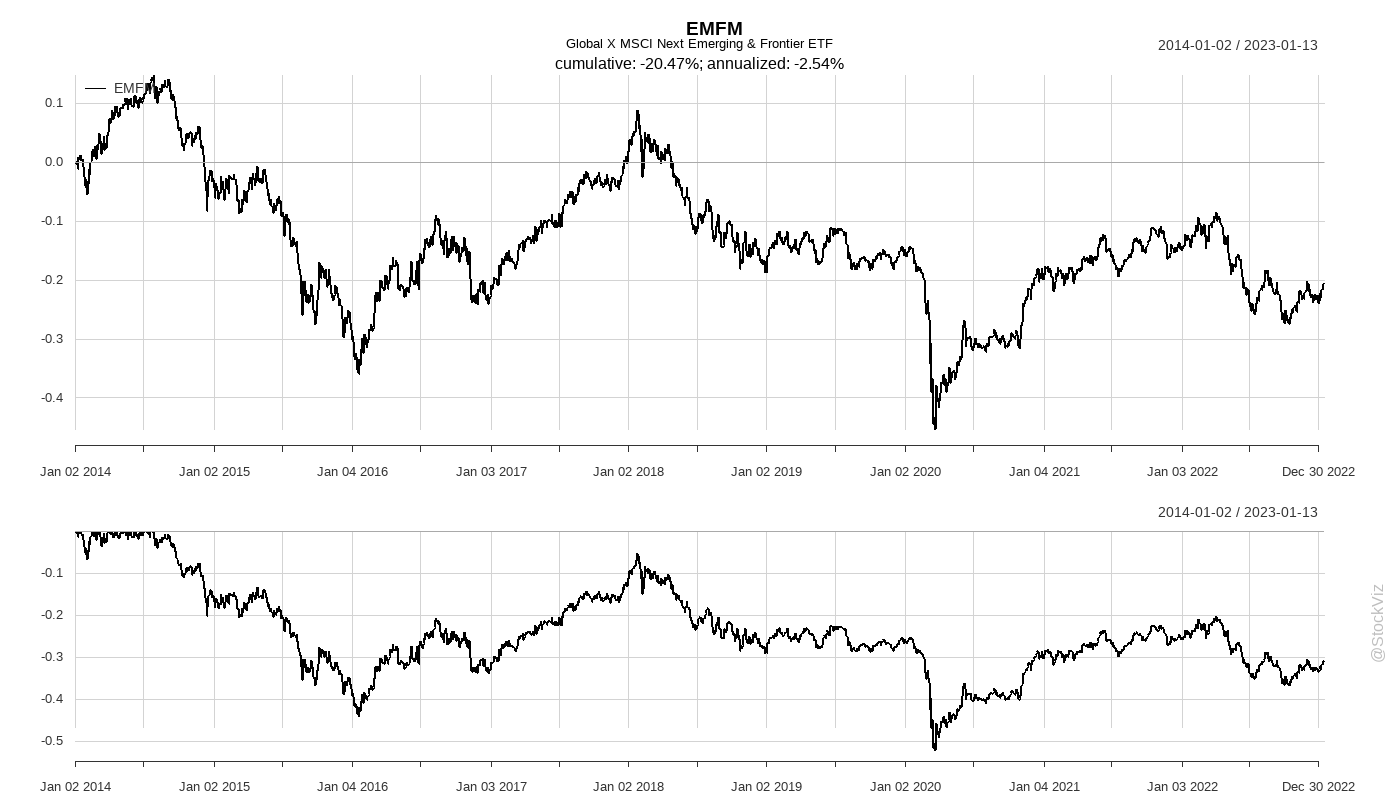 EMFM
Global X MSCI Next Emerging & Frontier ETF
2014-01-02 / 2023-01-13
cumulative: -20.47%; annualized: -2.54%
EMFM
0.1
0.0
-0.1
-0.2
-0.3
-0.4
Jan 02 2014 Jan 02 2015 Jan 04 2016 Jan 03 2017 Jan 02 2018 Jan 02 2019 Jan 02 2020 Jan 04 2021 Jan 03 2022 Dec 30 2022
2014-01-02 / 2023-01-13
-0.1
-0.2
-0.3
-0.4
-0.5
Jan 02 2014 Jan 02 2015 Jan 04 2016 Jan 03 2017 Jan 02 2018 Jan 02 2019 Jan 02 2020 Jan 04 2021 Jan 03 2022 Dec 30 2022
@StockViz